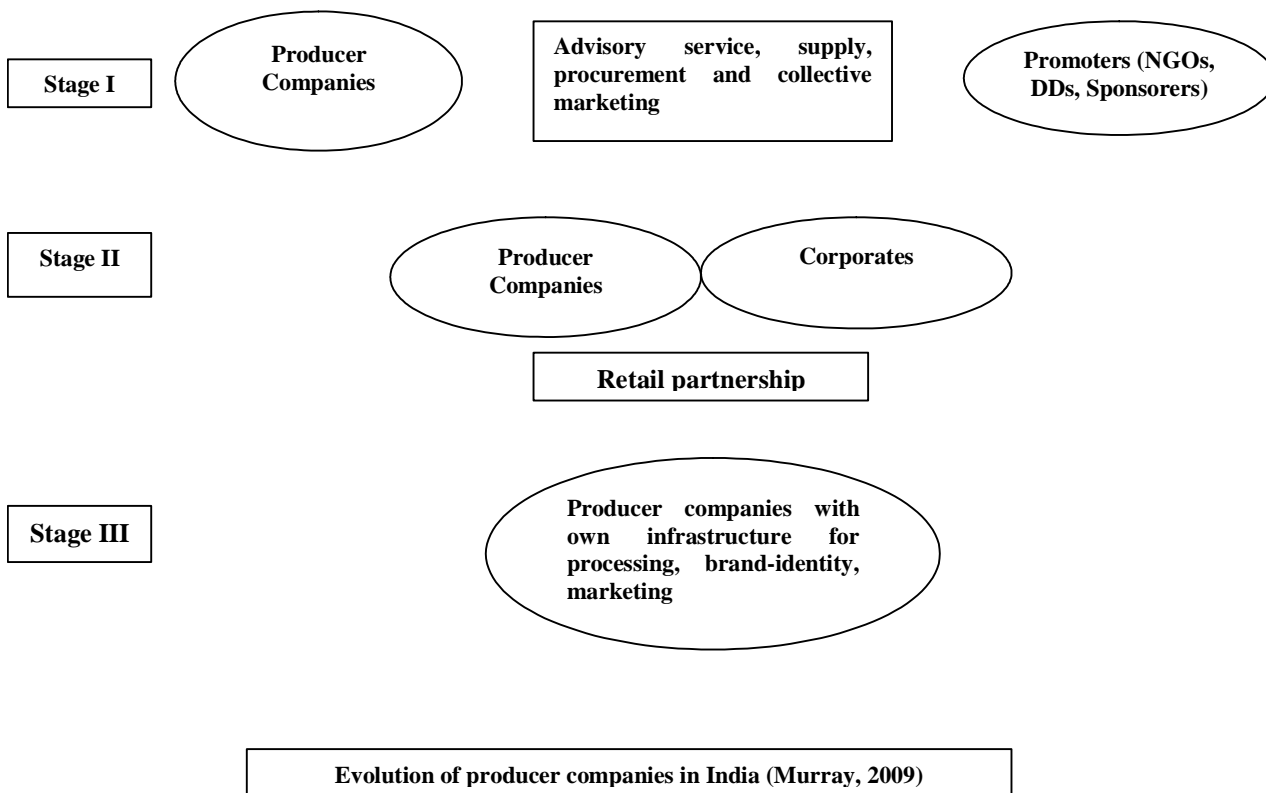 Stage I
Producer
Companies
Advisory service, supply,
procurement and collective
marketing
Promoters (NGOs,
DDs, Sponsorers)
Stage II
Producer
Companies
Corporates
Retail partnership
Stage III
Producer companies with
own infrastructure for
processing, brand-identity,
marketing
Evolution of producer companies in India (Murray, 2009)